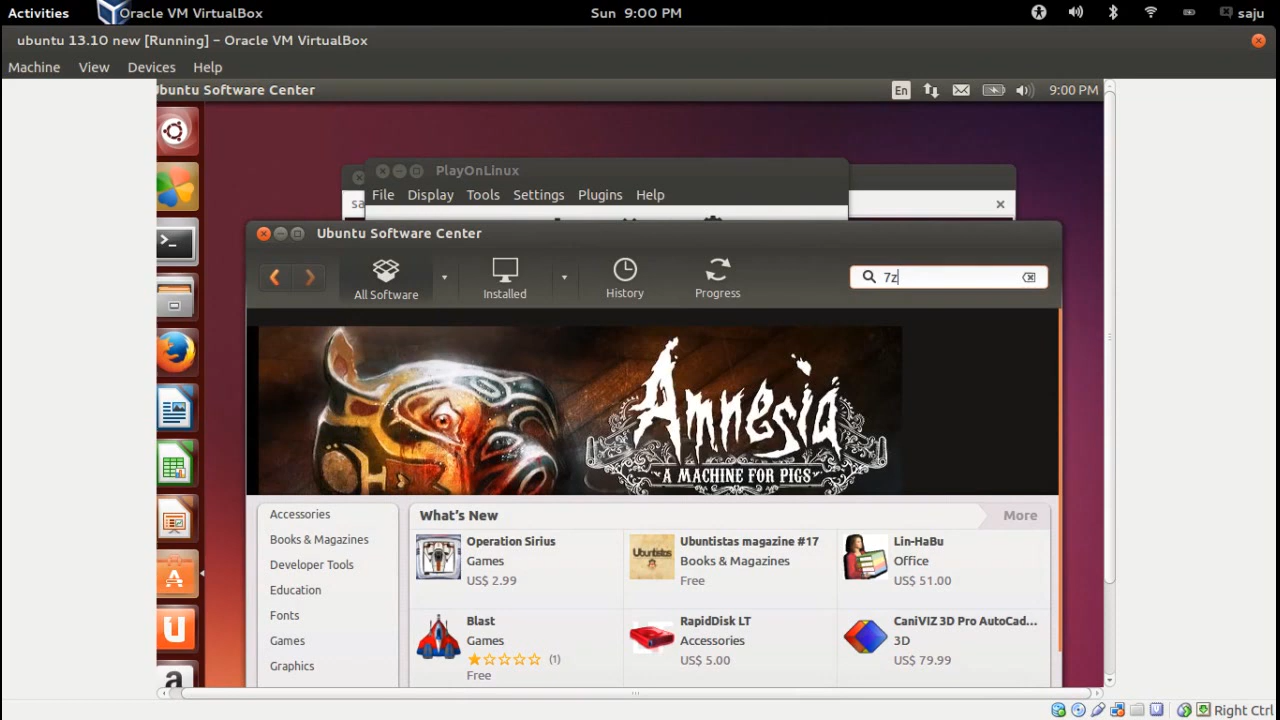 Activities Oracle VM VirtualBox Sun 9:00 PM saju
ubuntu 13.10 new [Running] – Oracle VM VirtualBox
Machine View Devices Help
buntu Software Center En 9:00 PM
PlayOnLinux
File Display Tools Settings Plugins Help
sa
Ubuntu Software Center
All Software Installed History Progress 7z
Amnesia
A MACHINE FOR PIGS
Accessories
Books & Magazines
Developer Tools
Education
Fonts
Games
Graphics
What's New More
Operation Sirius
Games
US$ 2.99
Ubuntistas
Ubuntistas magazine #17
Books & Magazines
Free
Lin-HaBu
Office
US$ 51.00
Blast
Games
(1)
Free
RapidDisk LT
Accessories
US$ 5.00
CaniVIZ 3D Pro AutoCad...
3D
US$ 79.99
Right Ctrl